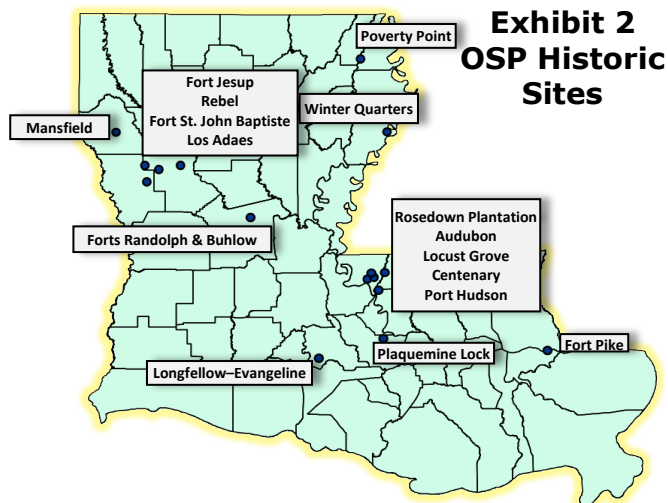 Exhibit 2
OSP Historic
Sites
Poverty Point
Fort Jesup
Rebel
Fort St. John Baptiste
Los Adaes
Winter Quarters
Mansfield
Forts Randolph & Buhlow
Rosedown Plantation
Audubon
Locust Grove
Centenary
Port Hudson
Plaquemine Lock
Fort Pike
Longfellow–Evangeline